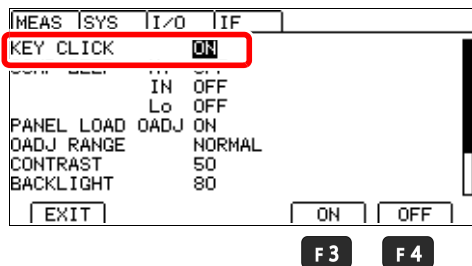 MEAS SYS I/O IF
KEY CLICK ON
IN OFF
Lo OFF
PANEL LOAD OADJ ON
OADJ RANGE NORMAL
CONTRAST 50
BACKLIGHT 80
EXIT ON OFF
F3 F4